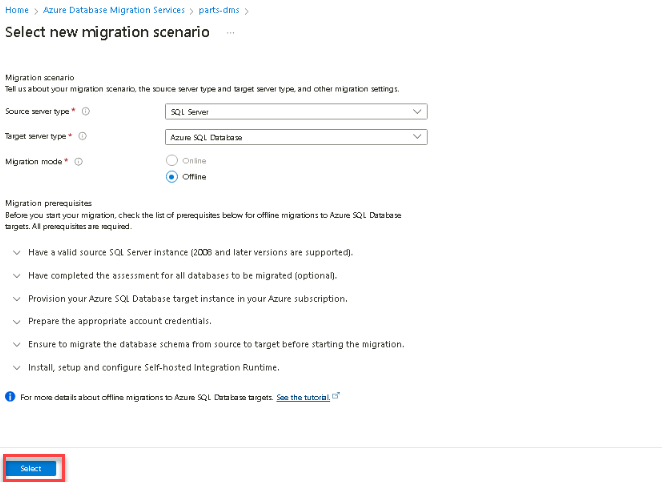 Home > Azure Database Migration Services > parts-dms >
Select new migration scenario ...
Migration scenario
Tell us about your migration scenario, the source server type and target server type, and other migration settings.
Source server type *
SQL Server
Target server type *
Azure SQL Database
Migration mode *
Online
Offline
Migration prerequisites
Before you start your migration, check the list of prerequisites below for offline migrations to Azure SQL Database
targets. All prerequisites are required.
Have a valid source SQL Server instance (2008 and later versions are supported).
Have completed the assessment for all databases to be migrated (optional).
Provision your Azure SQL Database target instance in your Azure subscription.
Prepare the appropriate account credentials.
Ensure to migrate the database schema from source to target before starting the migration.
Install, setup and configure Self-hosted Integration Runtime.
For more details about offline migrations to Azure SQL Database targets. See the tutorial.
Select